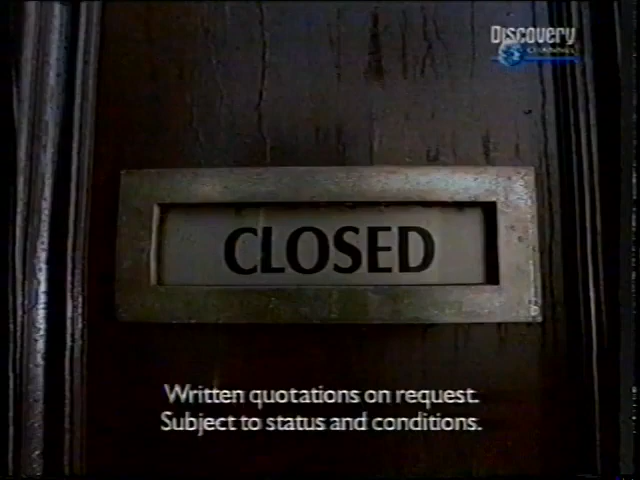 Discovery
CHANNEL
CLOSED
Written quotations on request.
Subject to status and conditions.